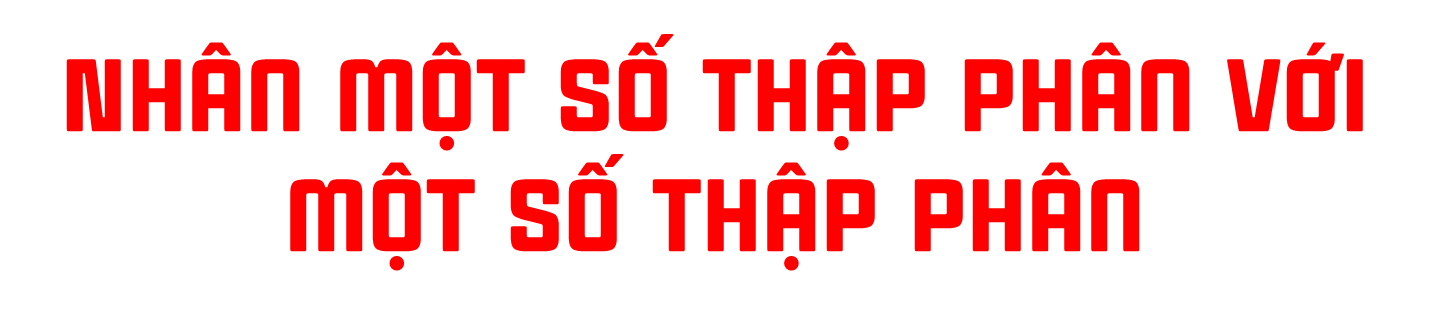 NHÂN MỘT SỐ THẬP PHÂN VỚI
MỘT SỐ THẬP PHÂN